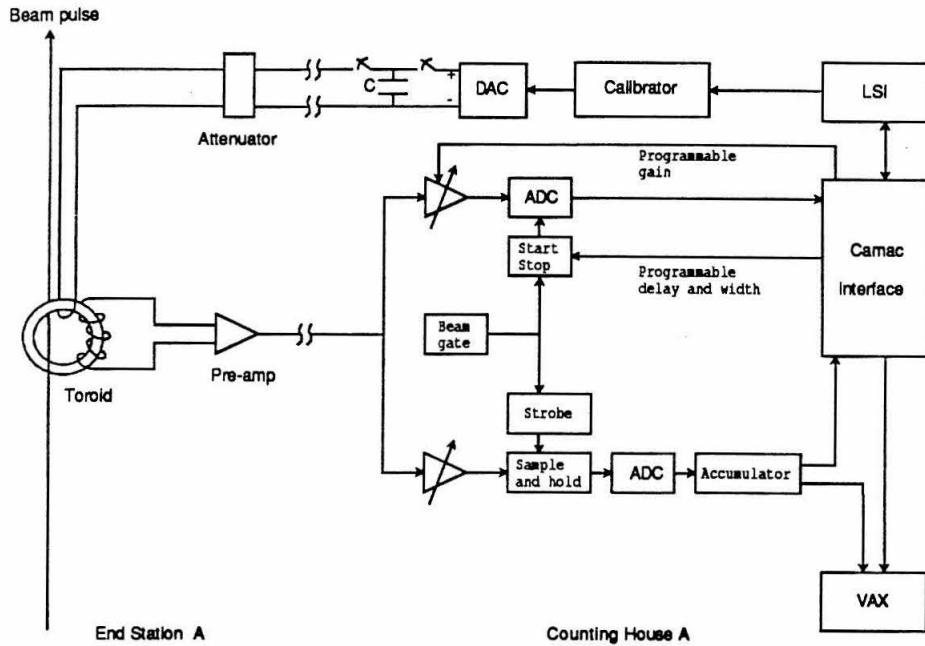 Beam pulse
C
+
-
DAC
Calibrator
LSI
Attenuator
Programmable
gain
ADC
Start
Stop
Programmable
delay and width
Camac
Interface
Beam
gate
Toroid
Pre-amp
Strobe
Sample
and hold
ADC
Accumulator
VAX
End Station A
Counting House A